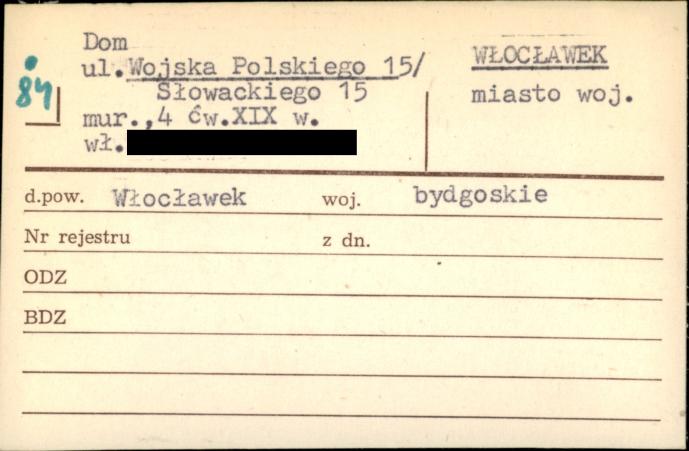 Dom
ul. Wojska Polskiego 15/
Słowackiego 15
mur.,4 ćw.XIX w.
wł.
84
WŁOCŁAWEK
miasto woj.
d.pow. Włocławek woj. bydgoskie
Nr rejestru z dn.
ODZ
BDZ